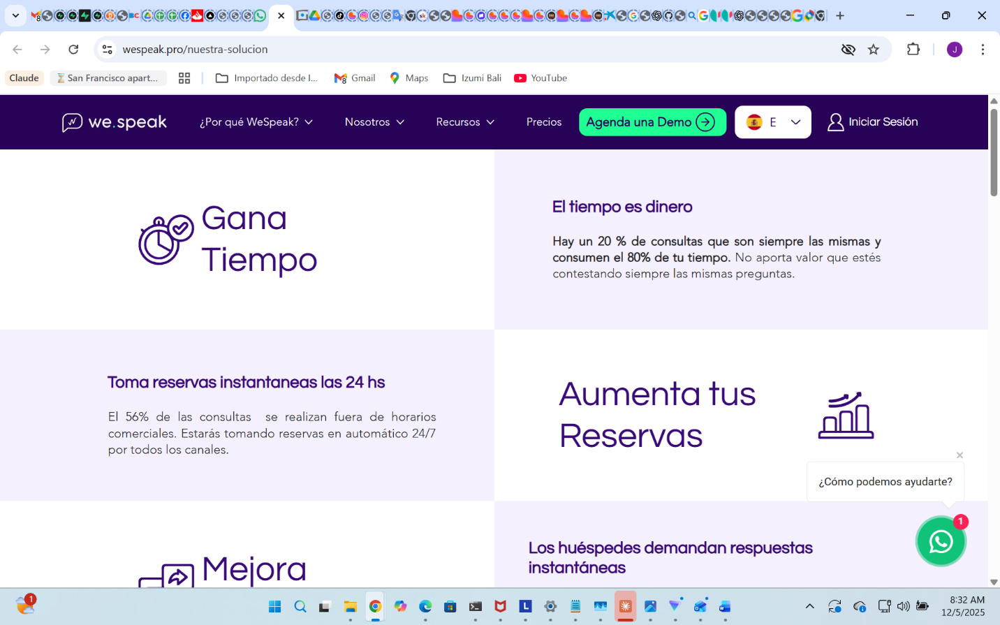 wespeak.pro/nuestra-solucion
J
Claude
⌛San Francisco apart...
Importado desde I...
Gmail
Maps
Izumi Bali
YouTube
we.speak
¿Por qué WeSpeak?
Nosotros
Recursos
Precios
Agenda una Demo
E
Iniciar Sesión
Gana
Tiempo
El tiempo es dinero
Hay un 20 % de consultas que son siempre las mismas y
consumen el 80% de tu tiempo. No aporta valor que estés
contestando siempre las mismas preguntas.
Toma reservas instantaneas las 24 hs
El 56% de las consultas se realizan fuera de horarios
comerciales. Estarás tomando reservas en automático 24/7
por todos los canales.
Aumenta tus
Reservas
¿Cómo podemos ayudarte?
1
Mejora
Los huéspedes demandan respuestas
instantáneas
1
8:32 AM
12/5/2025